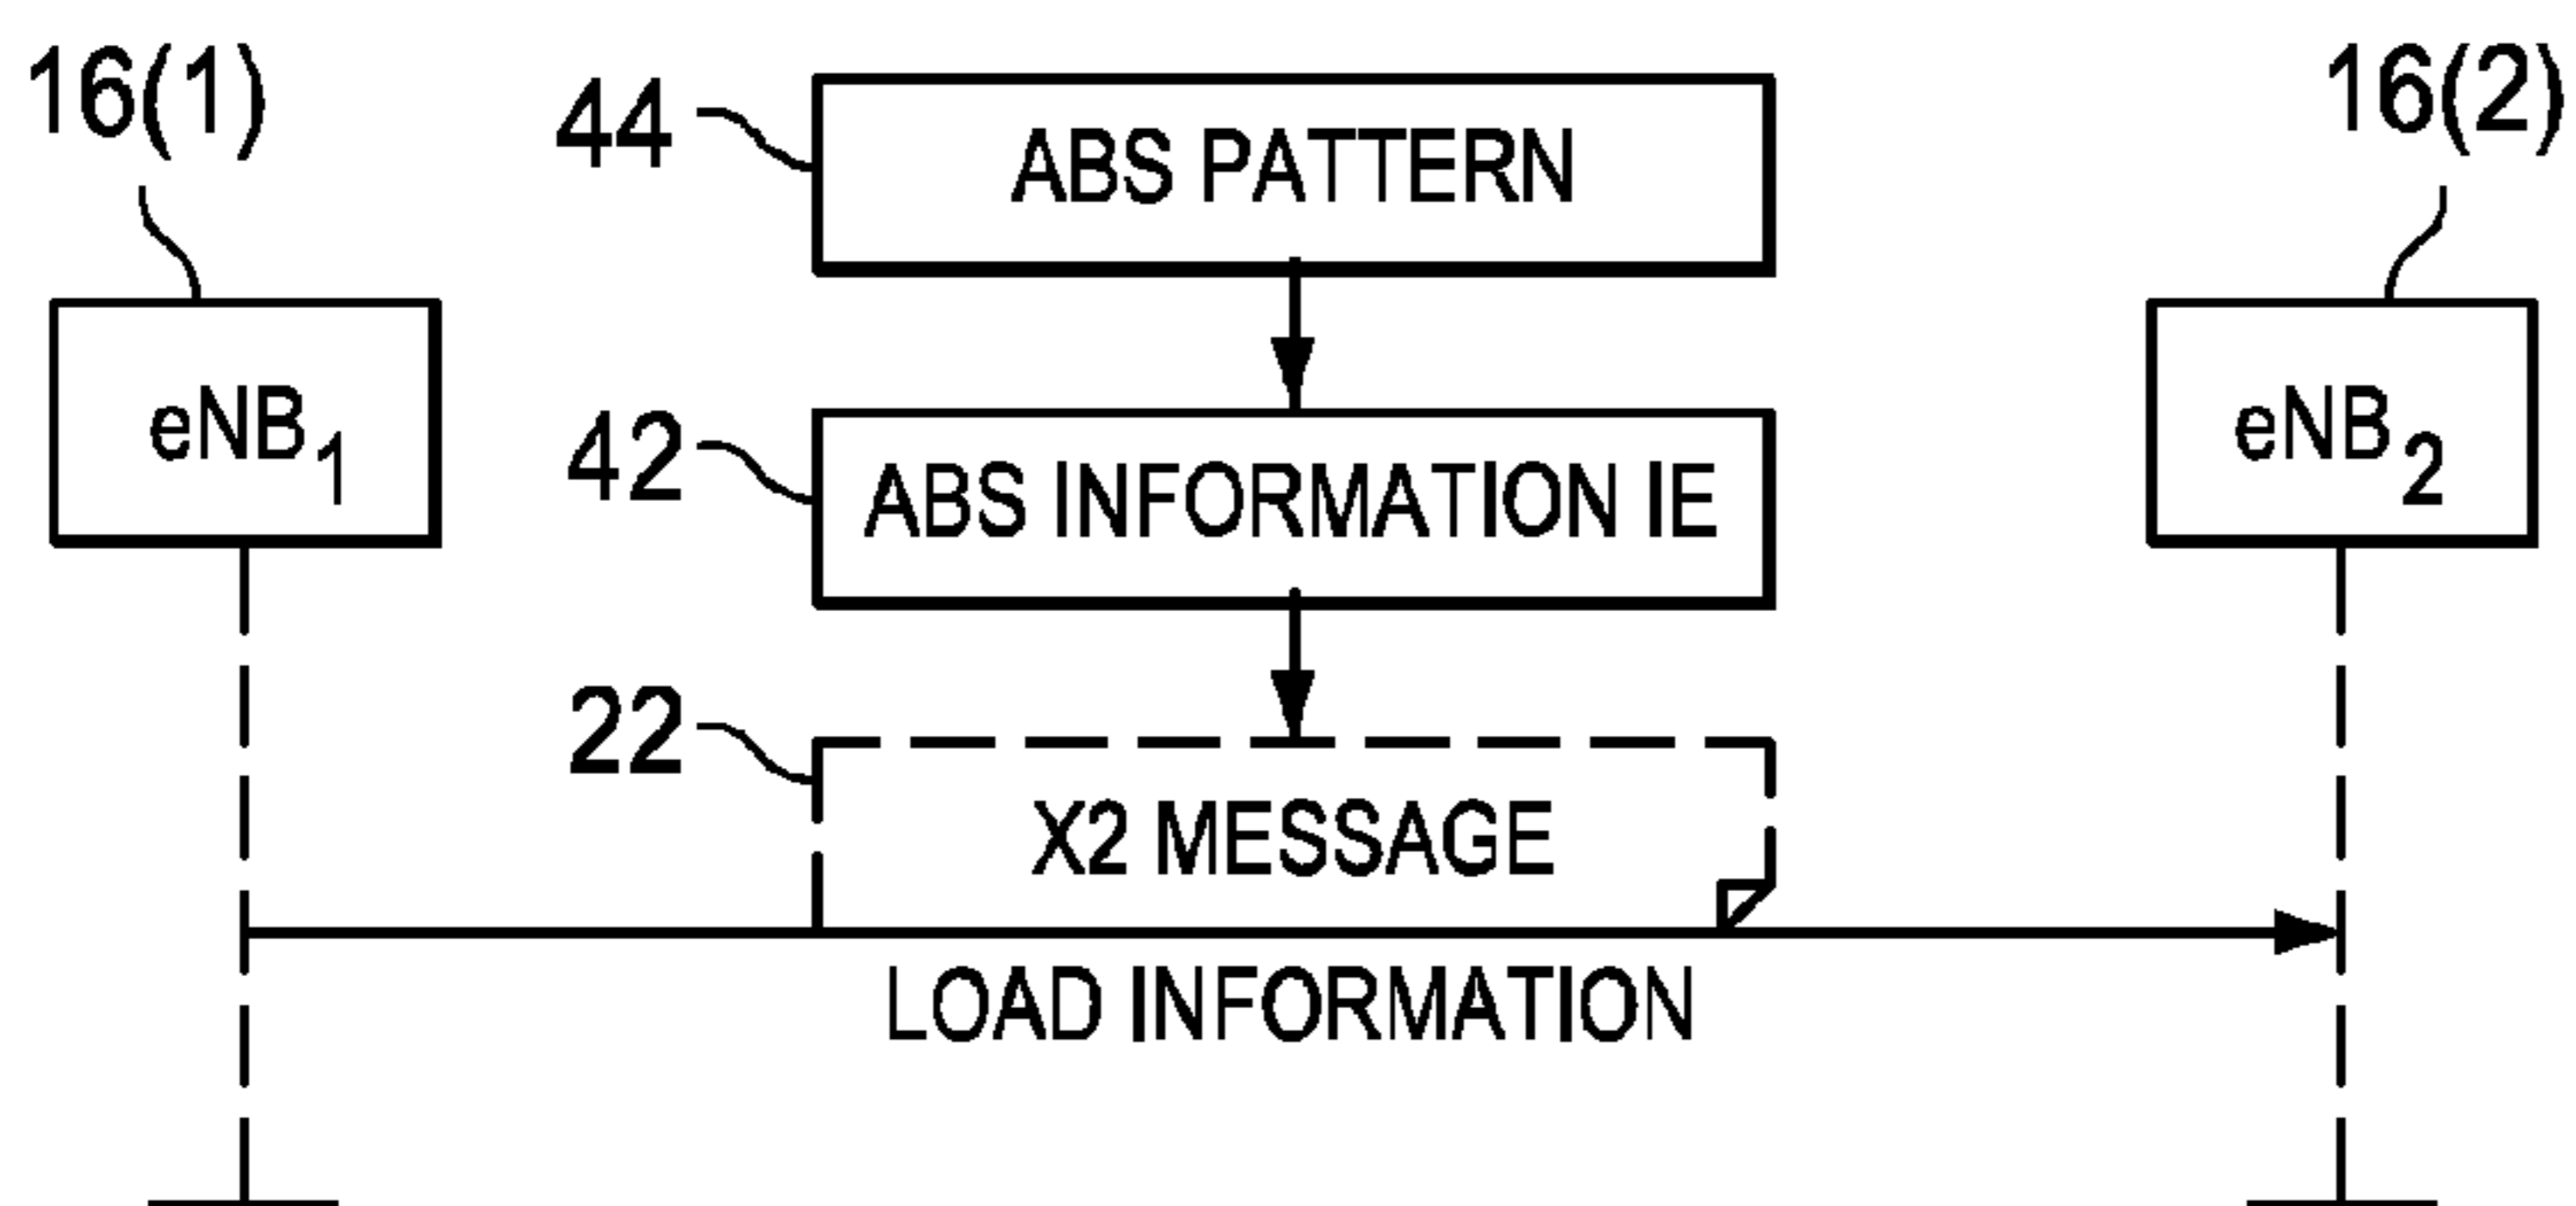 16(1)
16(2)
44
ABS PATTERN
eNB1
42
ABS INFORMATION IE
eNB2
22
X2 MESSAGE
LOAD INFORMATION